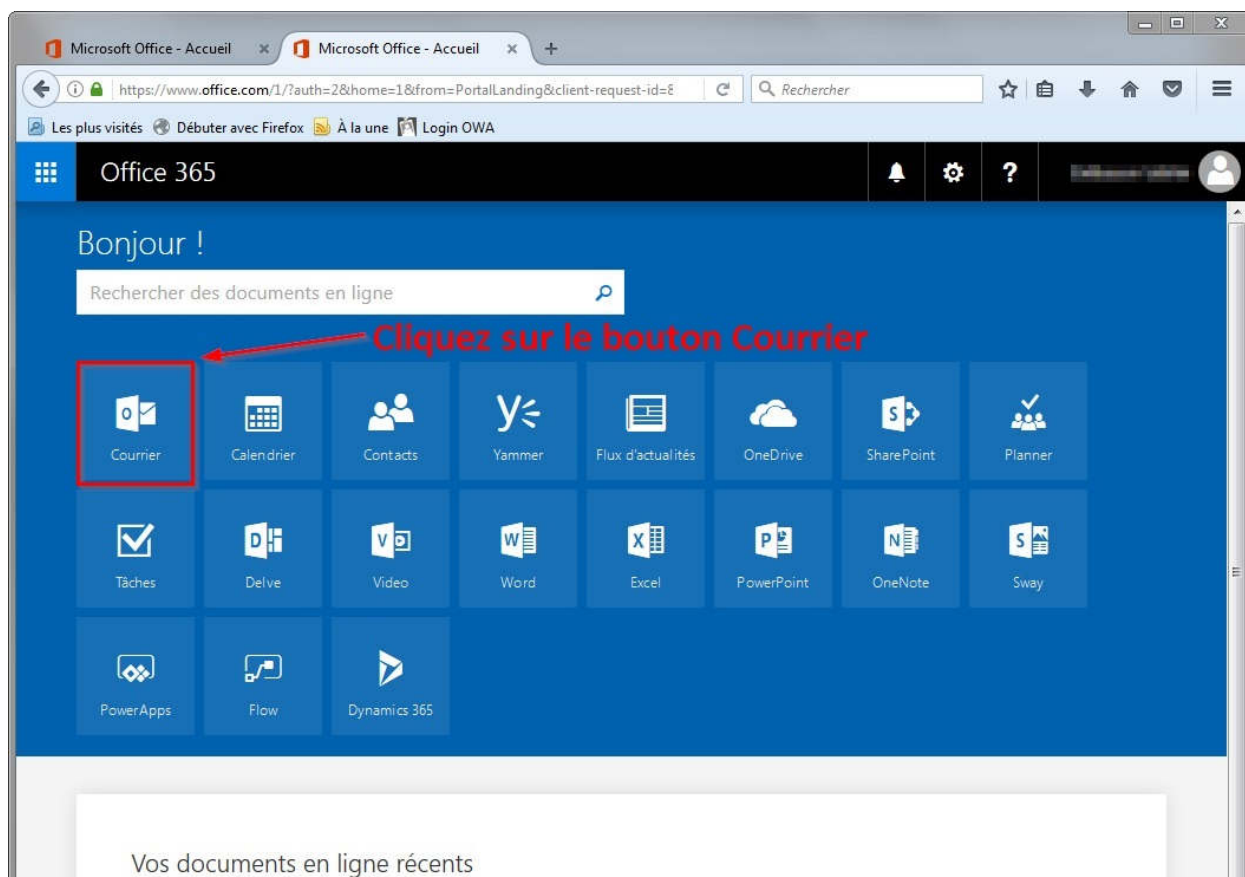 Microsoft Office - Accueil
Microsoft Office - Accueil
https://www.office.com/1/?auth=2&home=1&from=PortalLanding&client-request-id=8
Rechercher
Les plus visités Débuter avec Firefox À la une Login OWA
Office 365
?
Bonjour !
Rechercher des documents en ligne
Cliquez sur le bouton Courrier
Courrier Calendrier Contacts Yammer Flux d'actualités OneDrive SharePoint Planner
Tâches Delve Video Word Excel PowerPoint OneNote Sway
PowerApps Flow Dynamics 365
Vos documents en ligne récents